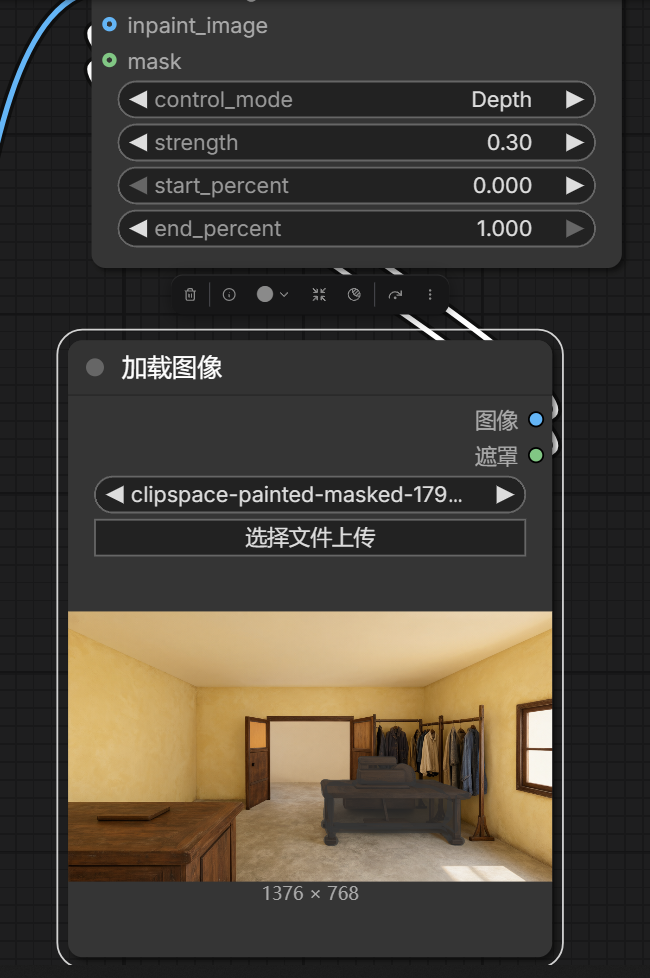 inpaint_image
mask
control_mode Depth
strength 0.30
start_percent 0.000
end_percent 1.000
加载图像
图像
遮罩
clipspace-painted-masked-179...
选择文件上传
1376 × 768